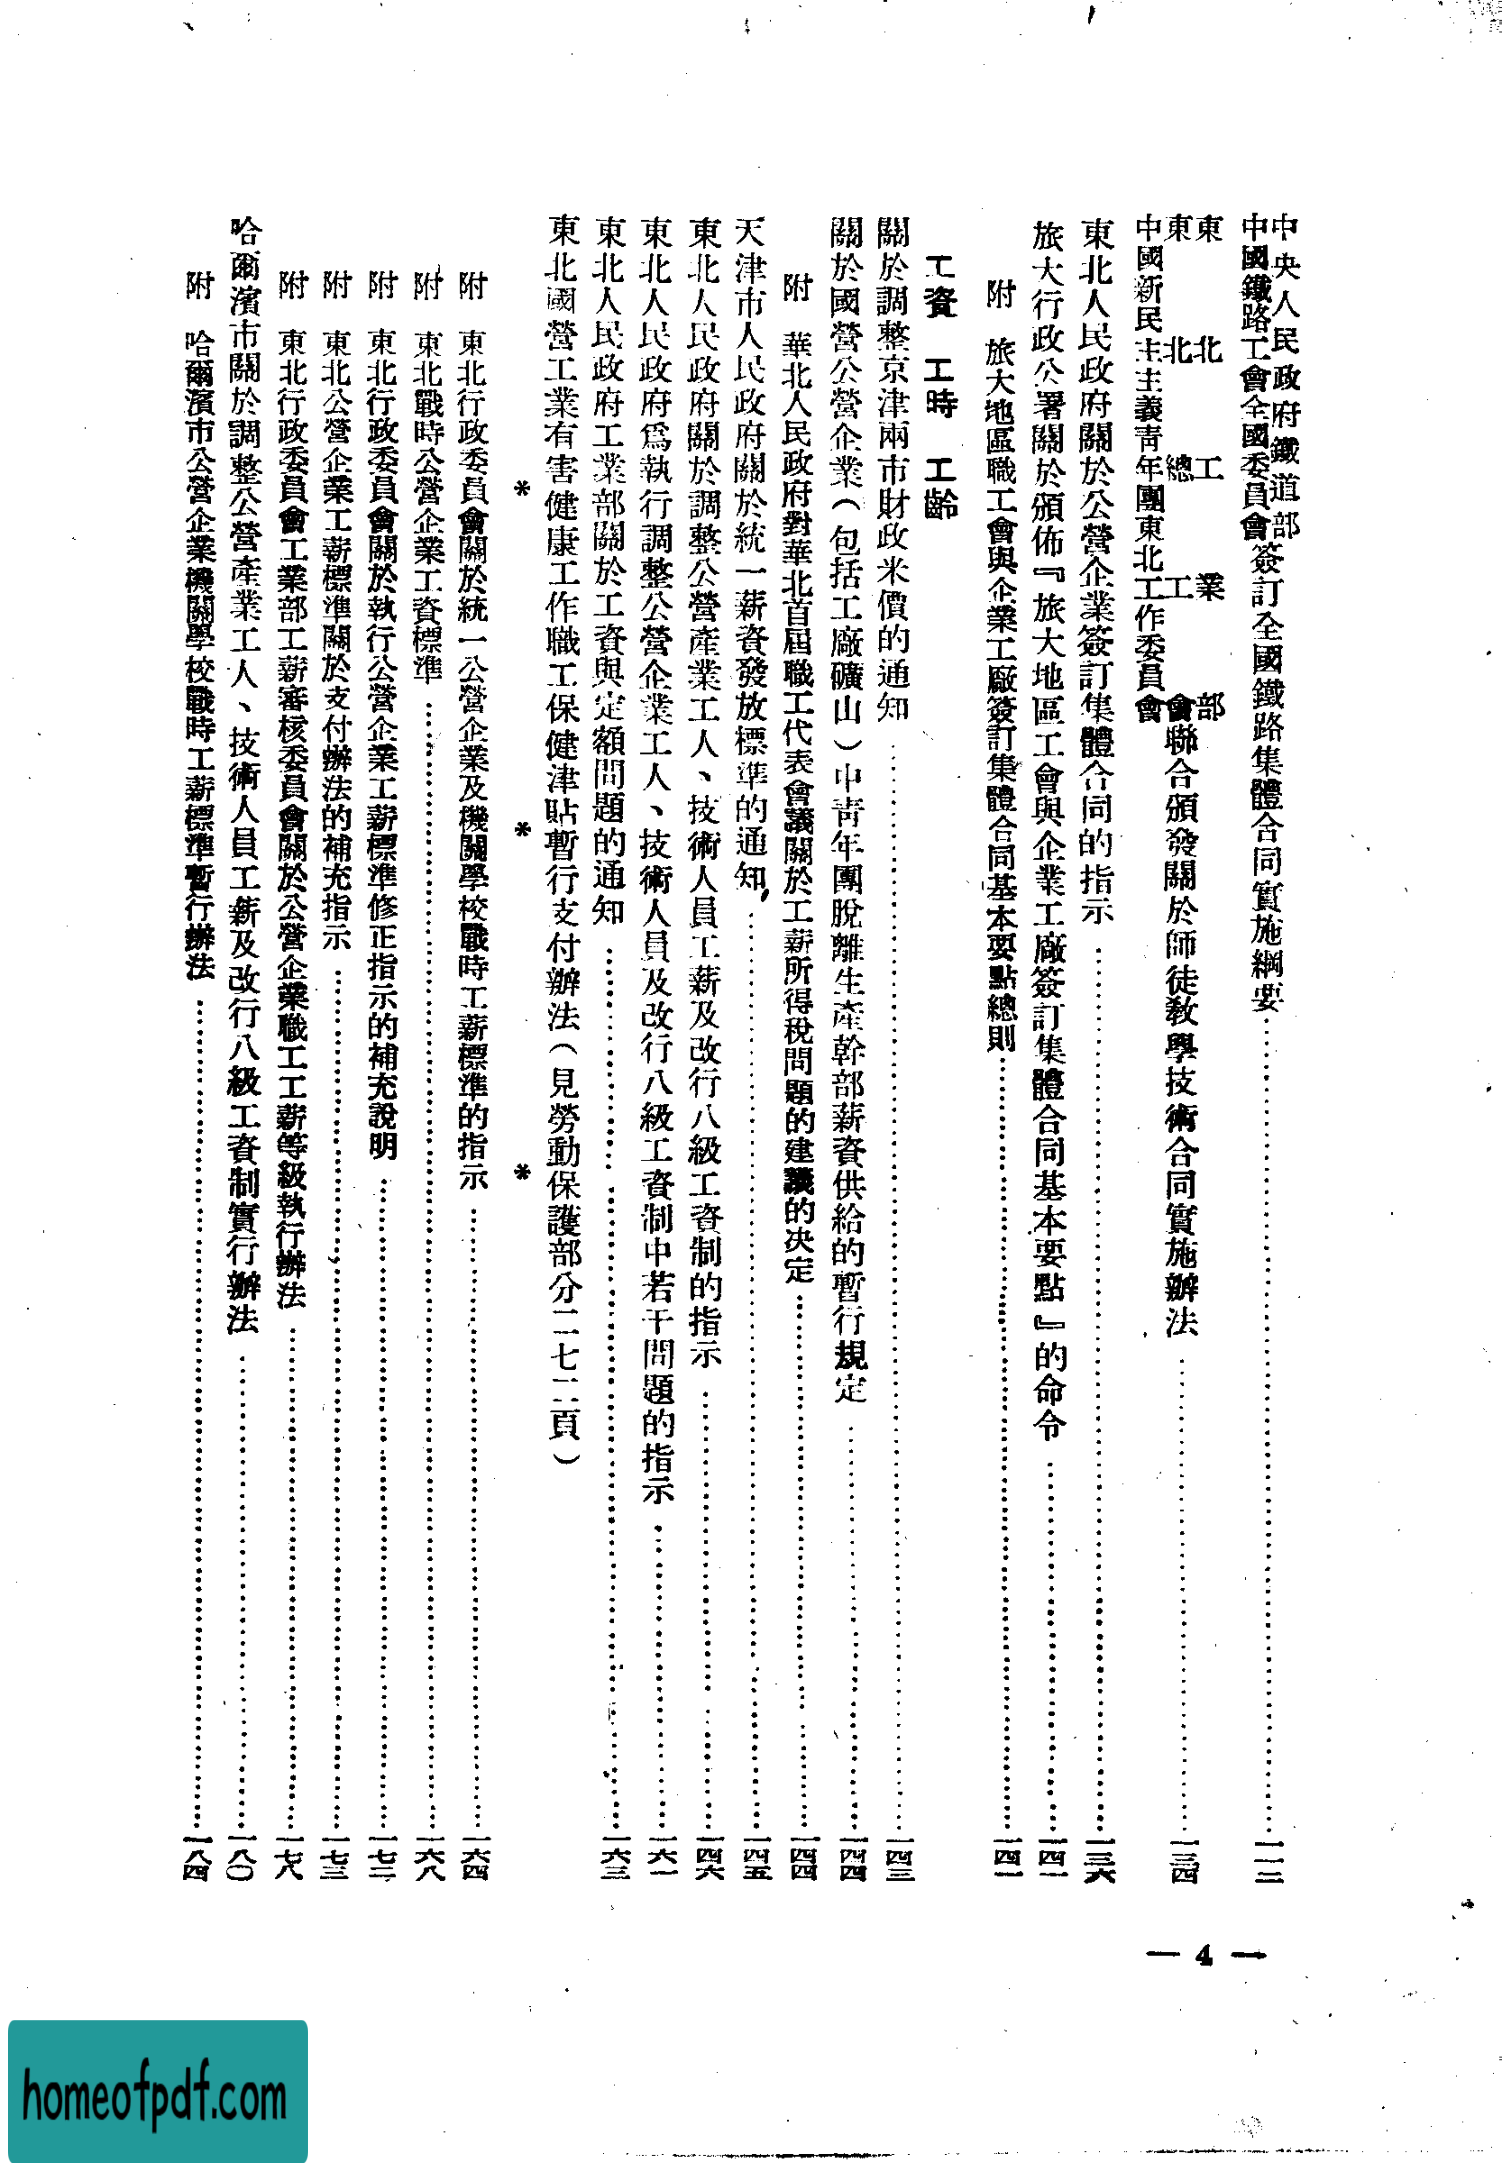 中央人民政府鐵道部
中國鐵路工會全國委員會簽訂全國鐵路集體合同實施綱要……一一二
東北工業部
東北總工會聯合頒發關於師徒教學技術合同實施辦法……一三四
中國新民主主義青年團東北工作委員會
東北人民政府關於公營企業簽訂集體合同的指示……一三六
旅大行政公署關於頒佈『旅大地區工會與企業工廠簽訂集體合同基本要點』的命令……一四一
附 旅大地區職工會與企業工廠簽訂集體合同基本要點總則……一四一
工資 工時 工齡
關於調整京津兩市財政米價的通知……一四三
關於國營公營企業（包括工廠礦山）中青年團脫離生產幹部薪資供給的暫行規定……一四四
附 華北人民政府對華北首屆職工代表會議關於工薪所得稅問題的建議的決定……一四四
天津市人民政府關於統一薪資發放標準的通知……一四五
東北人民政府關於調整公營產業工人、技術人員工薪及改行八級工資制的指示……一四六
東北人民政府爲執行調整公營企業工人、技術人員及改行八級工資制中若干問題的指示……一六一
東北人民政府工業部關於工資與定額問題的通知……一六三
東北國營工業有害健康工作職工保健津貼暫行支付辦法（見勞動保護部分二七二頁）
* * *
附 東北行政委員會關於統一公營企業及機關學校戰時工薪標準的指示……一六四
附 東北戰時公營企業工資標準……一六八
附 東北行政委員會關於執行公營企業工薪標準修正指示的補充說明……一七二
附 東北公營企業工薪標準關於支付辦法的補充指示……一七三
附 東北行政委員會工業部工薪審核委員會關於公營企業職工工薪等級執行辦法……一七八
哈爾濱市關於調整公營產業工人、技術人員工薪及改行八級工資制實行辦法……一八〇
附 哈爾濱市公營企業機關學校戰時工薪標準暫行辦法……一八四
— 4 —
homeofpdf.com